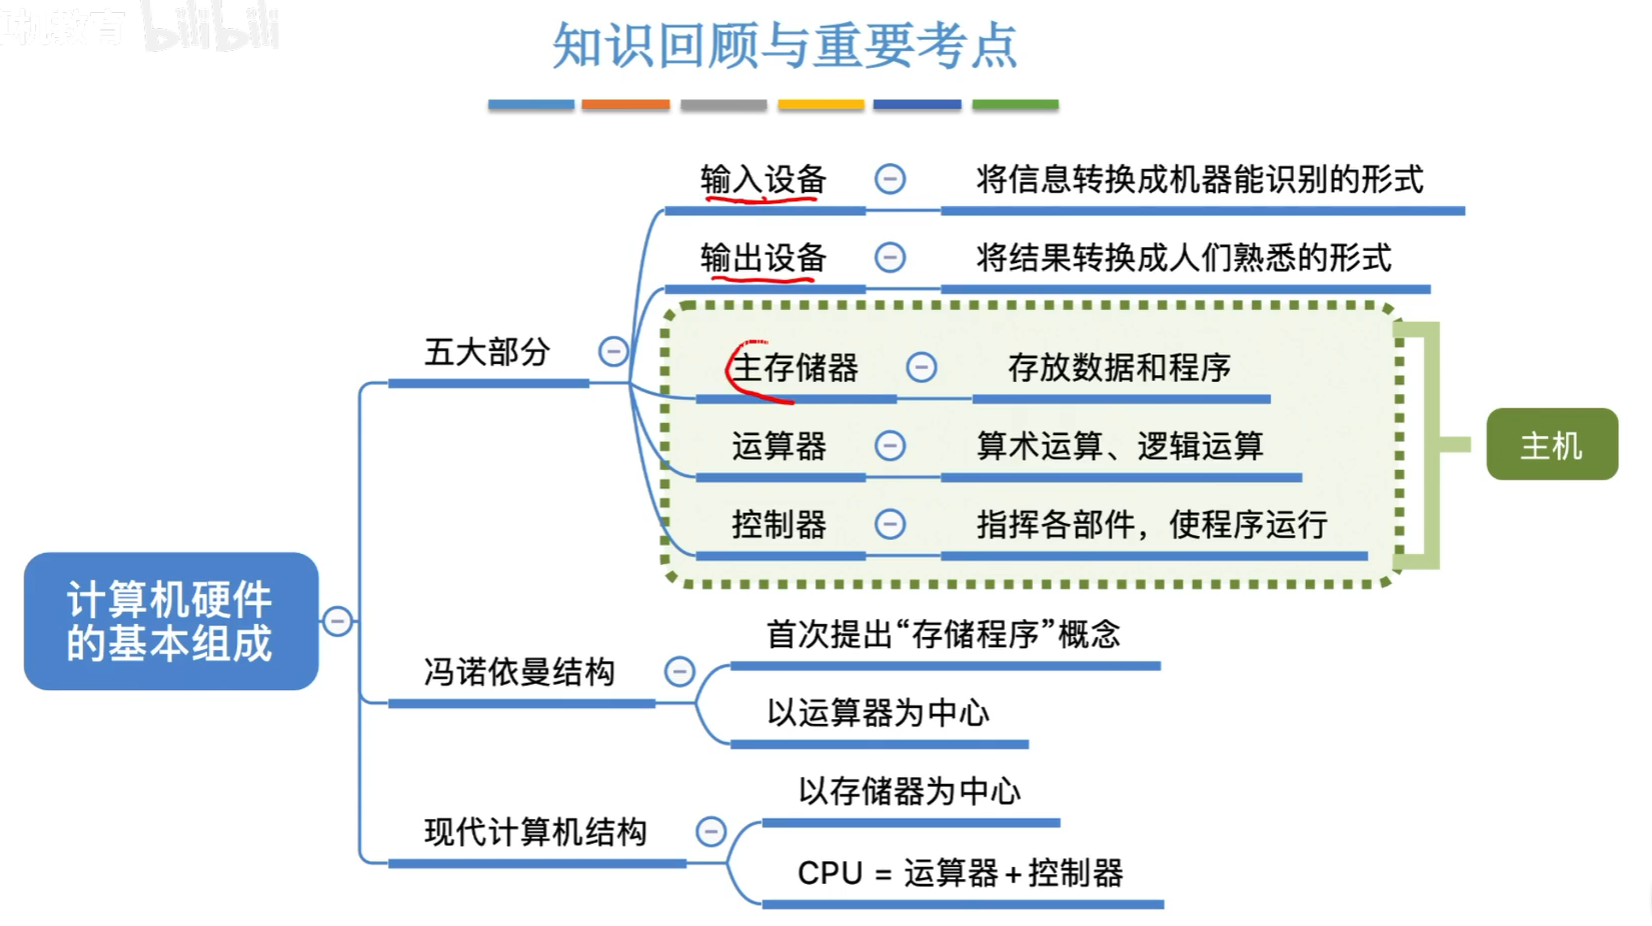 教育 bilibili
知识回顾与重要考点
输入设备
将信息转换成机器能识别的形式
输出设备
将结果转换成人们熟悉的形式
五大部分
主存储器
存放数据和程序
运算器
算术运算、逻辑运算
控制器
指挥各部件，使程序运行
主机
计算机硬件
的基本组成
冯诺依曼结构
首次提出“存储程序”概念
以运算器为中心
现代计算机结构
以存储器为中心
CPU = 运算器+控制器